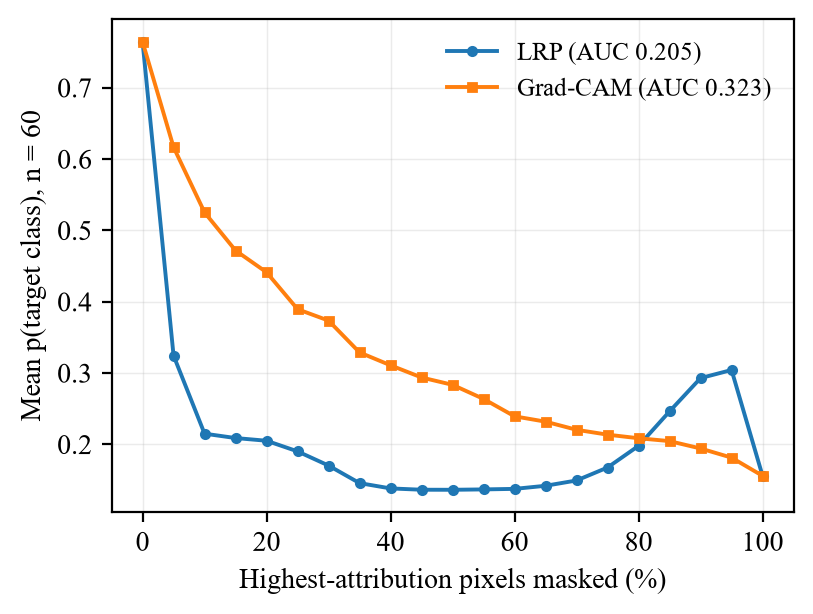 LRP (AUC 0.205)
Grad-CAM (AUC 0.323)
Mean p(target class), n = 60
0.7
0.6
0.5
0.4
0.3
0.2
0 20 40 60 80 100
Highest-attribution pixels masked (%)